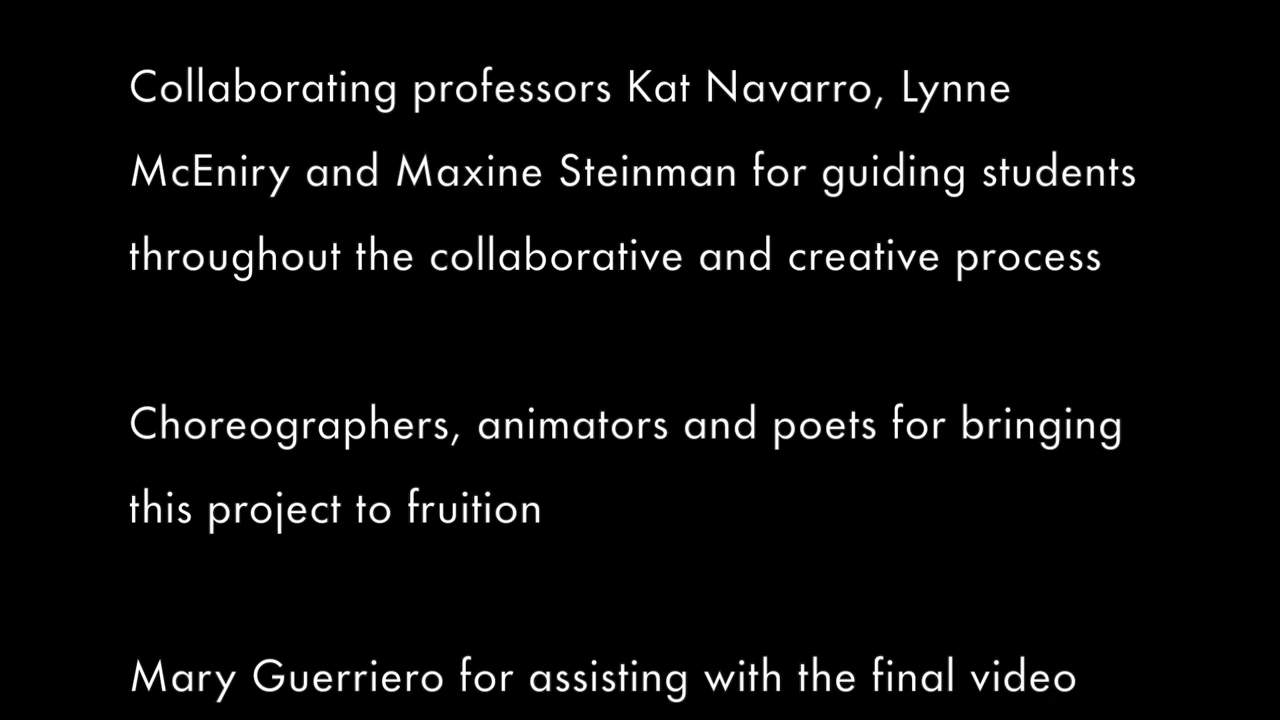 Collaborating professors Kat Navarro, Lynne
McEniry and Maxine Steinman for guiding students
throughout the collaborative and creative process
Choreographers, animators and poets for bringing
this project to fruition
Mary Guerriero for assisting with the final video